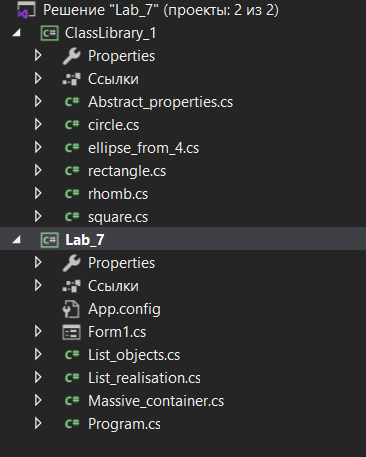 Решение "Lab_7" (проекты: 2 из 2)
C# ClassLibrary_1
Properties
Ссылки
C# Abstract_properties.cs
C# circle.cs
C# ellipse_from_4.cs
C# rectangle.cs
C# rhomb.cs
C# square.cs
C# Lab_7
Properties
Ссылки
App.config
Form1.cs
C# List_objects.cs
C# List_realisation.cs
C# Massive_container.cs
C# Program.cs